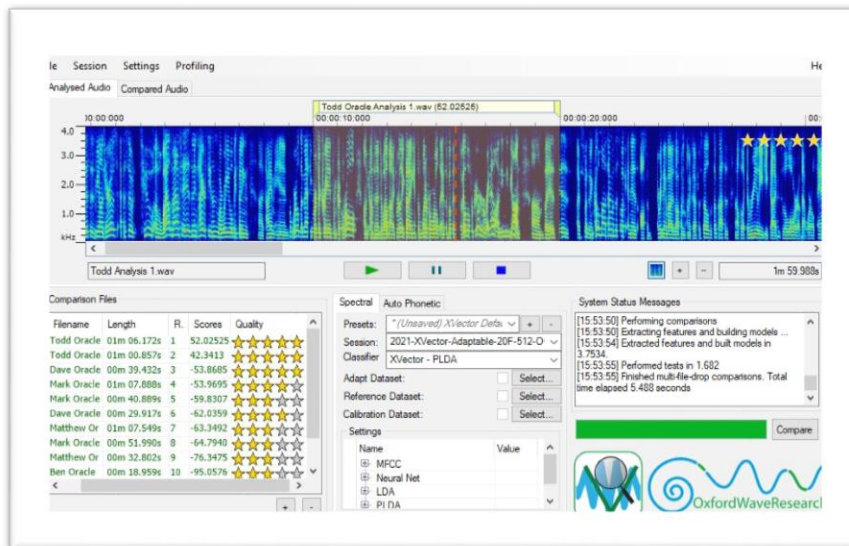 le Session Settings Profiling He
Analysed Audio Compared Audio
Todd Oracle Analysis 1.wav (52.02525)
00:00:000 00:00:10:000 00:00:20:000 00:
4.0
3.0
2.0
1.0
kHz
Todd Analysis 1.wav + - 1m 59.988s
Comparison Files
Filename Length R. Scores Quality
Todd Oracle 01m 06.172s 1 52.02525
Todd Oracle 01m 00.857s 2 42.3413
Dave Oracle 00m 39.432s 3 -53.8685
Mark Oracle 01m 07.888s 4 -53.9695
Mark Oracle 00m 40.889s 5 -59.8307
Dave Oracle 00m 29.917s 6 -62.0359
Matthew Or 01m 07.549s 7 -63.3492
Mark Oracle 00m 51.990s 8 -64.7940
Matthew Or 00m 32.802s 9 -76.3475
Ben Oracle 00m 18.959s 10 -95.0576
+ -
Spectral Auto Phonetic
Presets: * (Unsaved) XVector Defau + -
Session: 2021-XVector-Adaptable-20F-512-O
Classifier XVector - PLDA
Adapt Dataset: Select...
Reference Dataset: Select...
Calibration Dataset: Select...
Settings
Name Value
MFCC
Neural Net
LDA
PLDA
System Status Messages
[15:53:50] Performing comparisons
[15:53:50] Extracting features and building models ...
[15:53:54] Extracted features and built models in
3.7534.
[15:53:55] Performed tests in 1.682
[15:53:55] Finished multi-file-drop comparisons. Total
time elapsed 5.488 seconds
Compare
OxfordWaveResearch